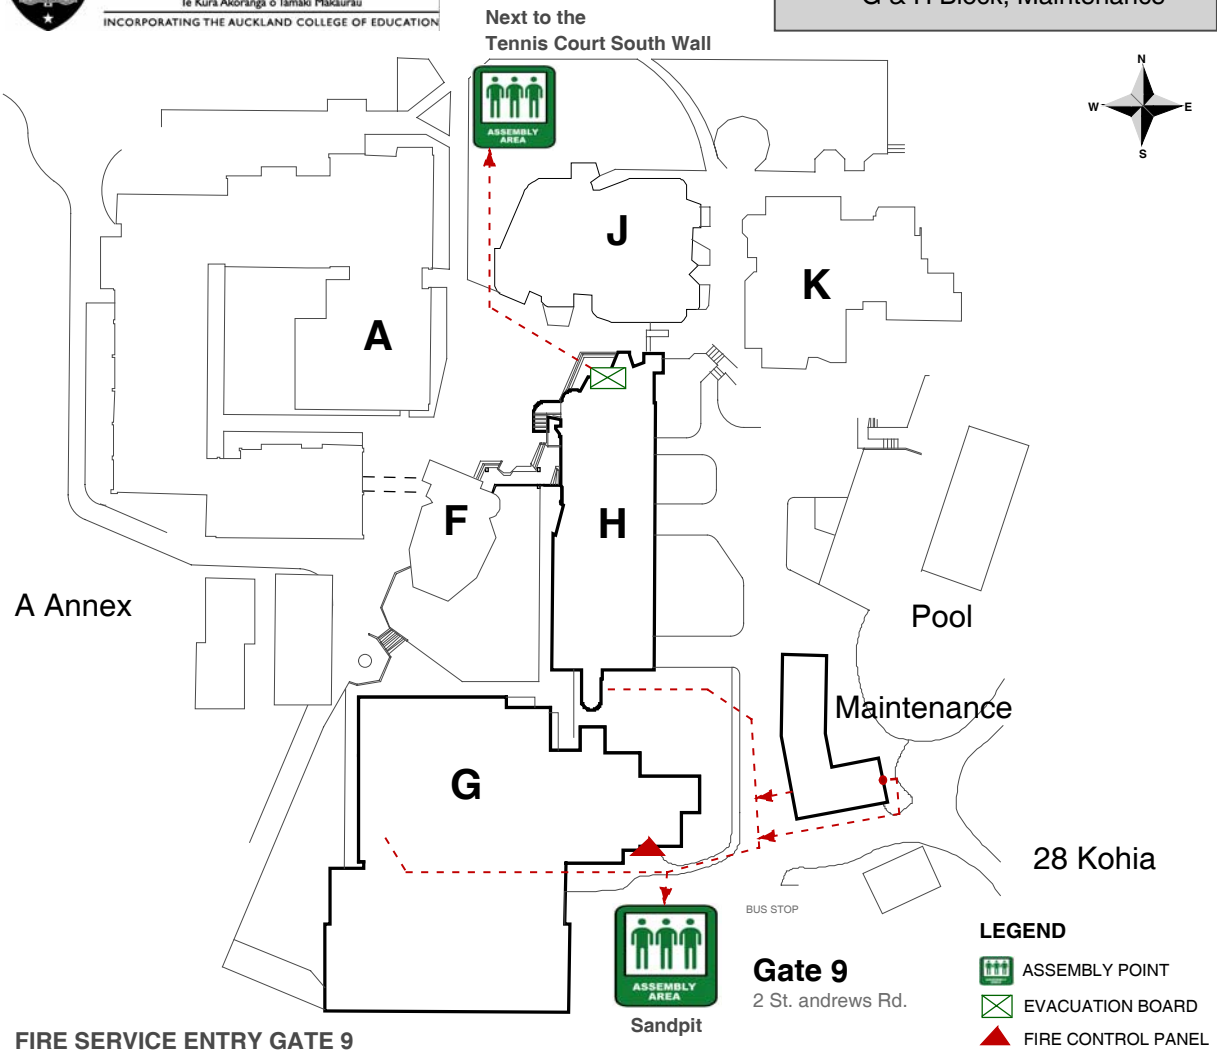 Te Kura Akoranga o Tāmaki Makaurau
INCORPORATING THE AUCKLAND COLLEGE OF EDUCATION
Next to the
Tennis Court South Wall
G & H Block, Maintenance
ASSEMBLY
AREA
N
W
E
S
J
K
A
F
H
A Annex
Pool
Maintenance
G
28 Kohia
BUS STOP
ASSEMBLY
AREA
Sandpit
Gate 9
2 St. andrews Rd.
LEGEND
ASSEMBLY POINT
EVACUATION BOARD
FIRE CONTROL PANEL
FIRE SERVICE ENTRY GATE 9